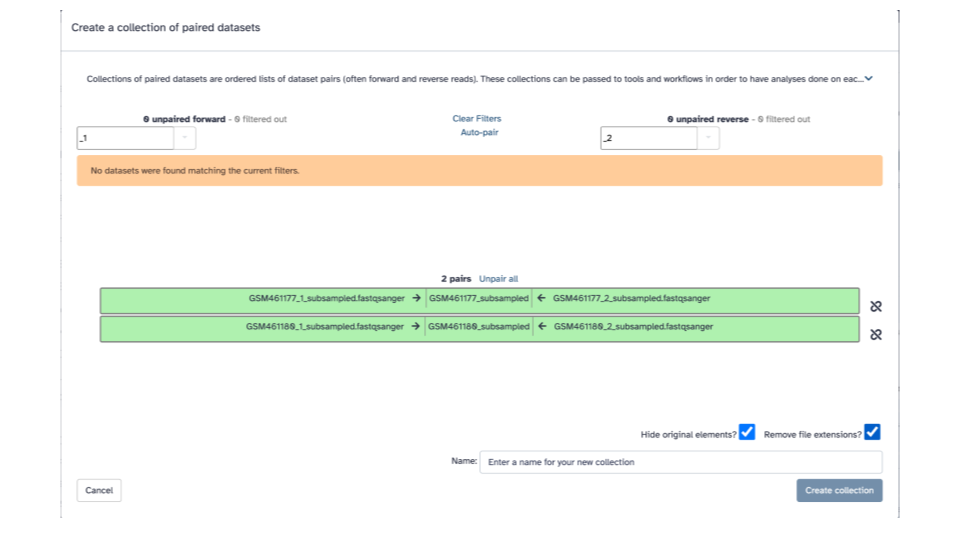 Create a collection of paired datasets
Collections of paired datasets are ordered lists of dataset pairs (often forward and reverse reads). These collections can be passed to tools and workflows in order to have analyses done on eac...
0 unpaired forward - 0 filtered out
Clear Filters
0 unpaired reverse - 0 filtered out
_1
Auto-pair
_2
No datasets were found matching the current filters.
2 pairs Unpair all
GSM461177_1_subsampled.fastqsanger → GSM461177_subsampled ← GSM461177_2_subsampled.fastqsanger
GSM461180_1_subsampled.fastqsanger → GSM461180_subsampled ← GSM461180_2_subsampled.fastqsanger
Hide original elements? Remove file extensions?
Name: Enter a name for your new collection
Cancel Create collection